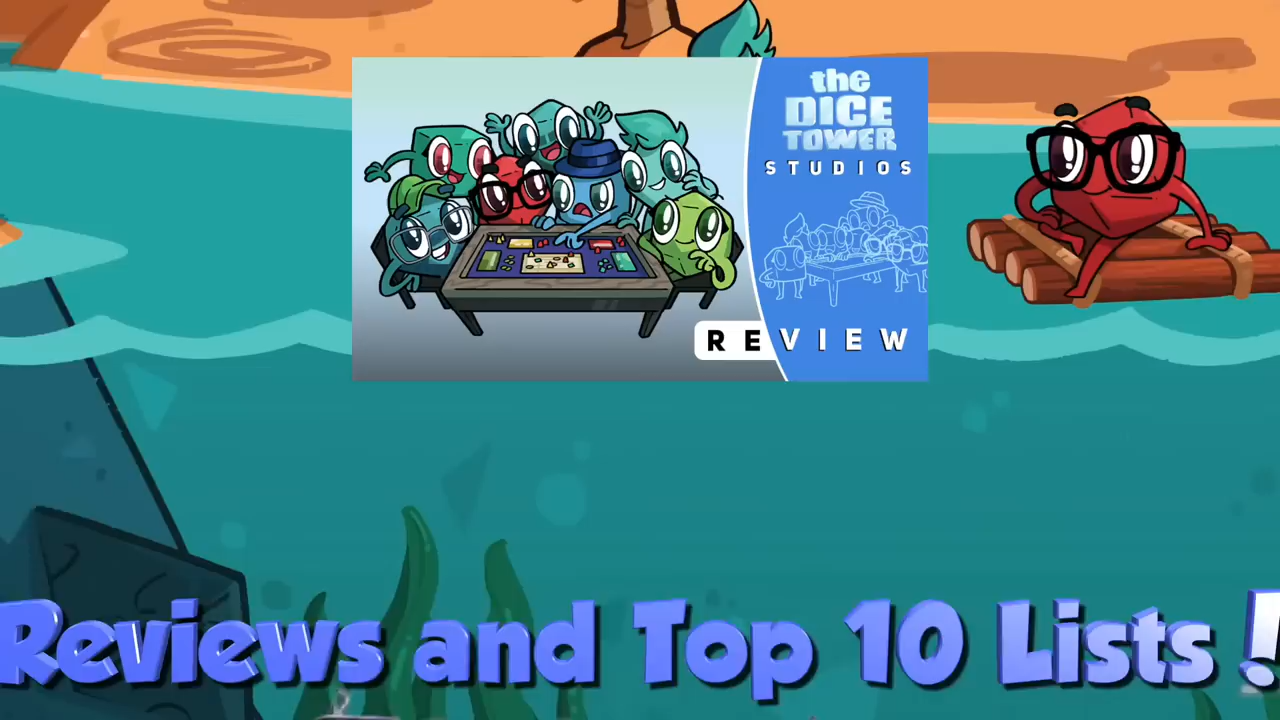 the
DICE
TOWER
STUDIOS
REVIEW
Reviews and Top 10 Lists !